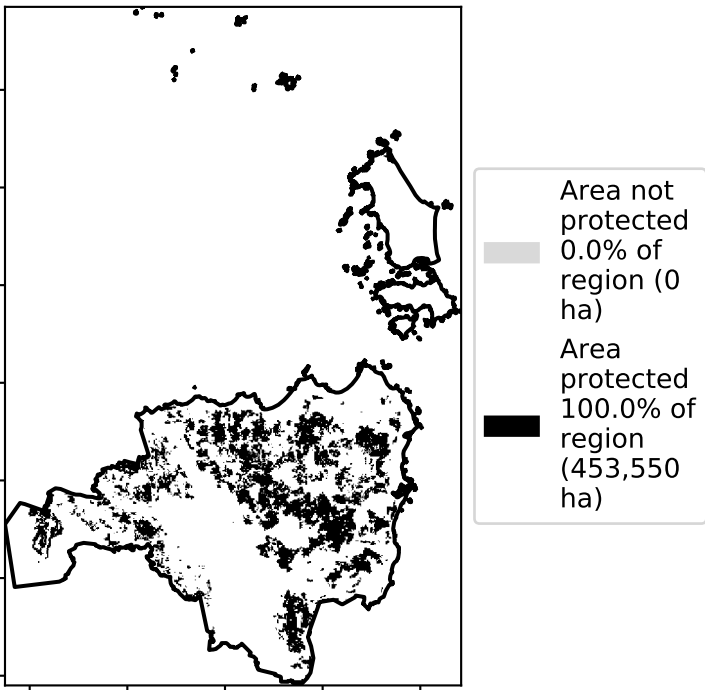 Area not
protected
0.0% of
region (0
ha)
Area
protected
100.0% of
region
(453,550
ha)